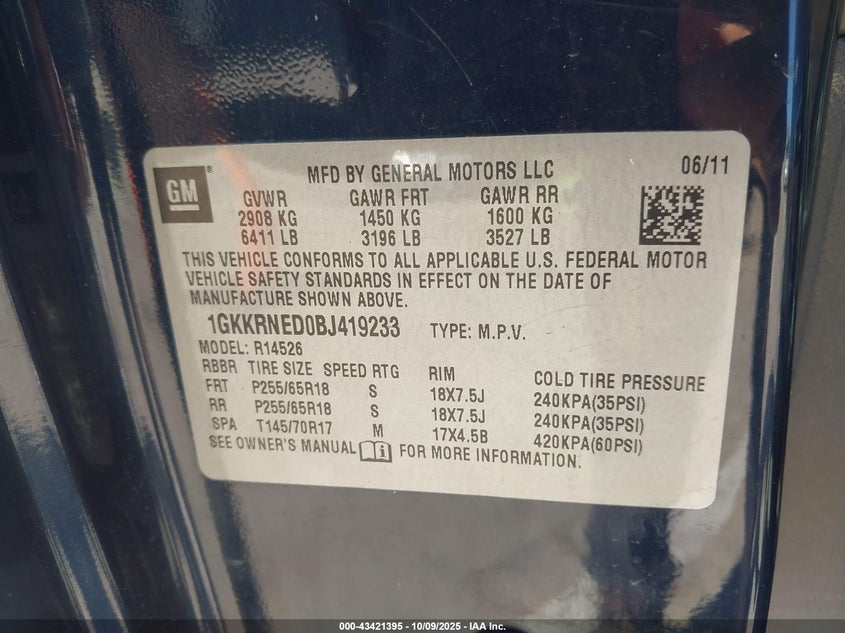 GM®
MFD BY GENERAL MOTORS LLC 06/11
GVWR GAWR FRT GAWR RR
2908 KG 1450 KG 1600 KG
6411 LB 3196 LB 3527 LB
THIS VEHICLE CONFORMS TO ALL APPLICABLE U.S. FEDERAL MOTOR
VEHICLE SAFETY STANDARDS IN EFFECT ON THE DATE OF
MANUFACTURE SHOWN ABOVE.
1GKKRNED0BJ419233 TYPE: M.P.V.
MODEL: R14526
RBBR TIRE SIZE SPEED RTG RIM COLD TIRE PRESSURE
FRT P255/65R18 S 18X7.5J 240KPA(35PSI)
RR P255/65R18 S 18X7.5J 240KPA(35PSI)
SPA T145/70R17 M 17X4.5B 420KPA(60PSI)
SEE OWNER'S MANUAL i FOR MORE INFORMATION.
000-43421395 - 10/09/2025 - IAA Inc.